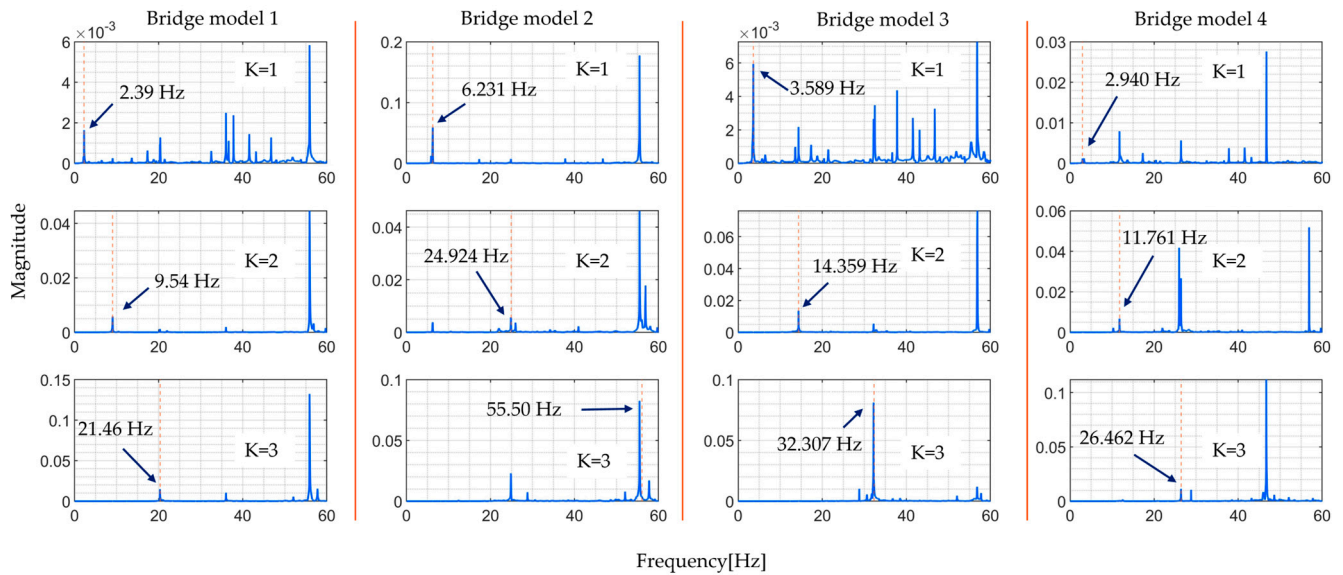 Bridge model 1
Bridge model 2
Bridge model 3
Bridge model 4
×10⁻³
6
4
2
0
0 20 40 60
K=1
2.39 Hz
0.2
0.1
0
0 20 40 60
K=1
6.231 Hz
×10⁻³
6
4
2
0
0 10 20 30 40 50 60
K=1
3.589 Hz
0.03
0.02
0.01
0
0 20 40 60
K=1
2.940 Hz
Magnitude
0.04
0.02
0
0 20 40 60
K=2
9.54 Hz
0.04
0.02
0
0 20 40 60
K=2
24.924 Hz
0.06
0.04
0.02
0
0 20 40 60
K=2
14.359 Hz
0.06
0.04
0.02
0
0 20 40 60
K=2
11.761 Hz
0.15
0.1
0.05
0
0 20 40 60
K=3
21.46 Hz
0.1
0.05
0
0 20 40 60
K=3
55.50 Hz
0.1
0.05
0
0 20 40 60
K=3
32.307 Hz
0.1
0.05
0
0 20 40 60
K=3
26.462 Hz
Frequency[Hz]